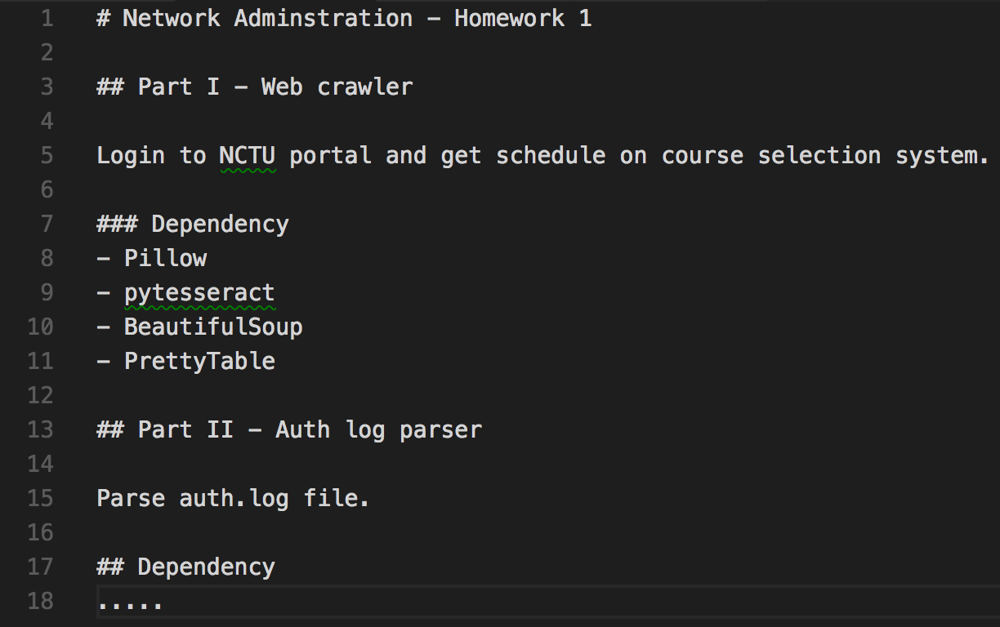 1 # Network Adminstration - Homework 1
2
3 ## Part I - Web crawler
4
5 Login to NCTU portal and get schedule on course selection system.
6
7 ### Dependency
8 - Pillow
9 - pytesseract
10 - BeautifulSoup
11 - PrettyTable
12
13 ## Part II - Auth log parser
14
15 Parse auth.log file.
16
17 ## Dependency
18 .....